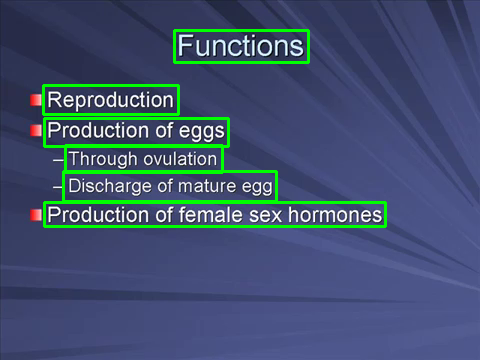 Functions
Reproduction
Production of eggs
– Through ovulation
– Discharge of mature egg
Production of female sex hormones